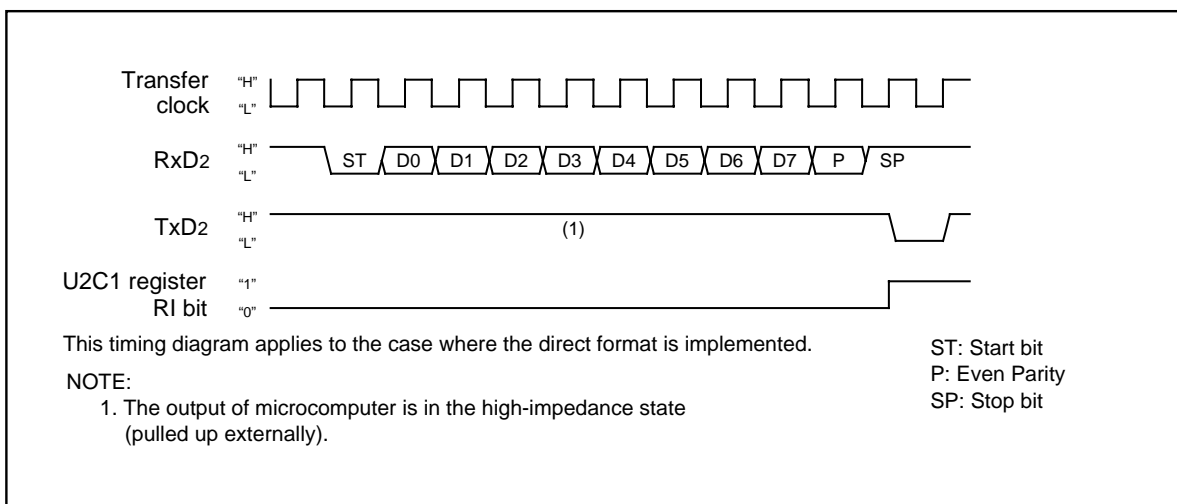 Transfer clock
“H”
“L”
RxD2
“H”
“L”
ST D0 D1 D2 D3 D4 D5 D6 D7 P SP
TxD2
“H”
“L”
(1)
U2C1 register
RI bit
“1”
“0”
This timing diagram applies to the case where the direct format is implemented.
NOTE:
1. The output of microcomputer is in the high-impedance state
(pulled up externally).
ST: Start bit
P: Even Parity
SP: Stop bit